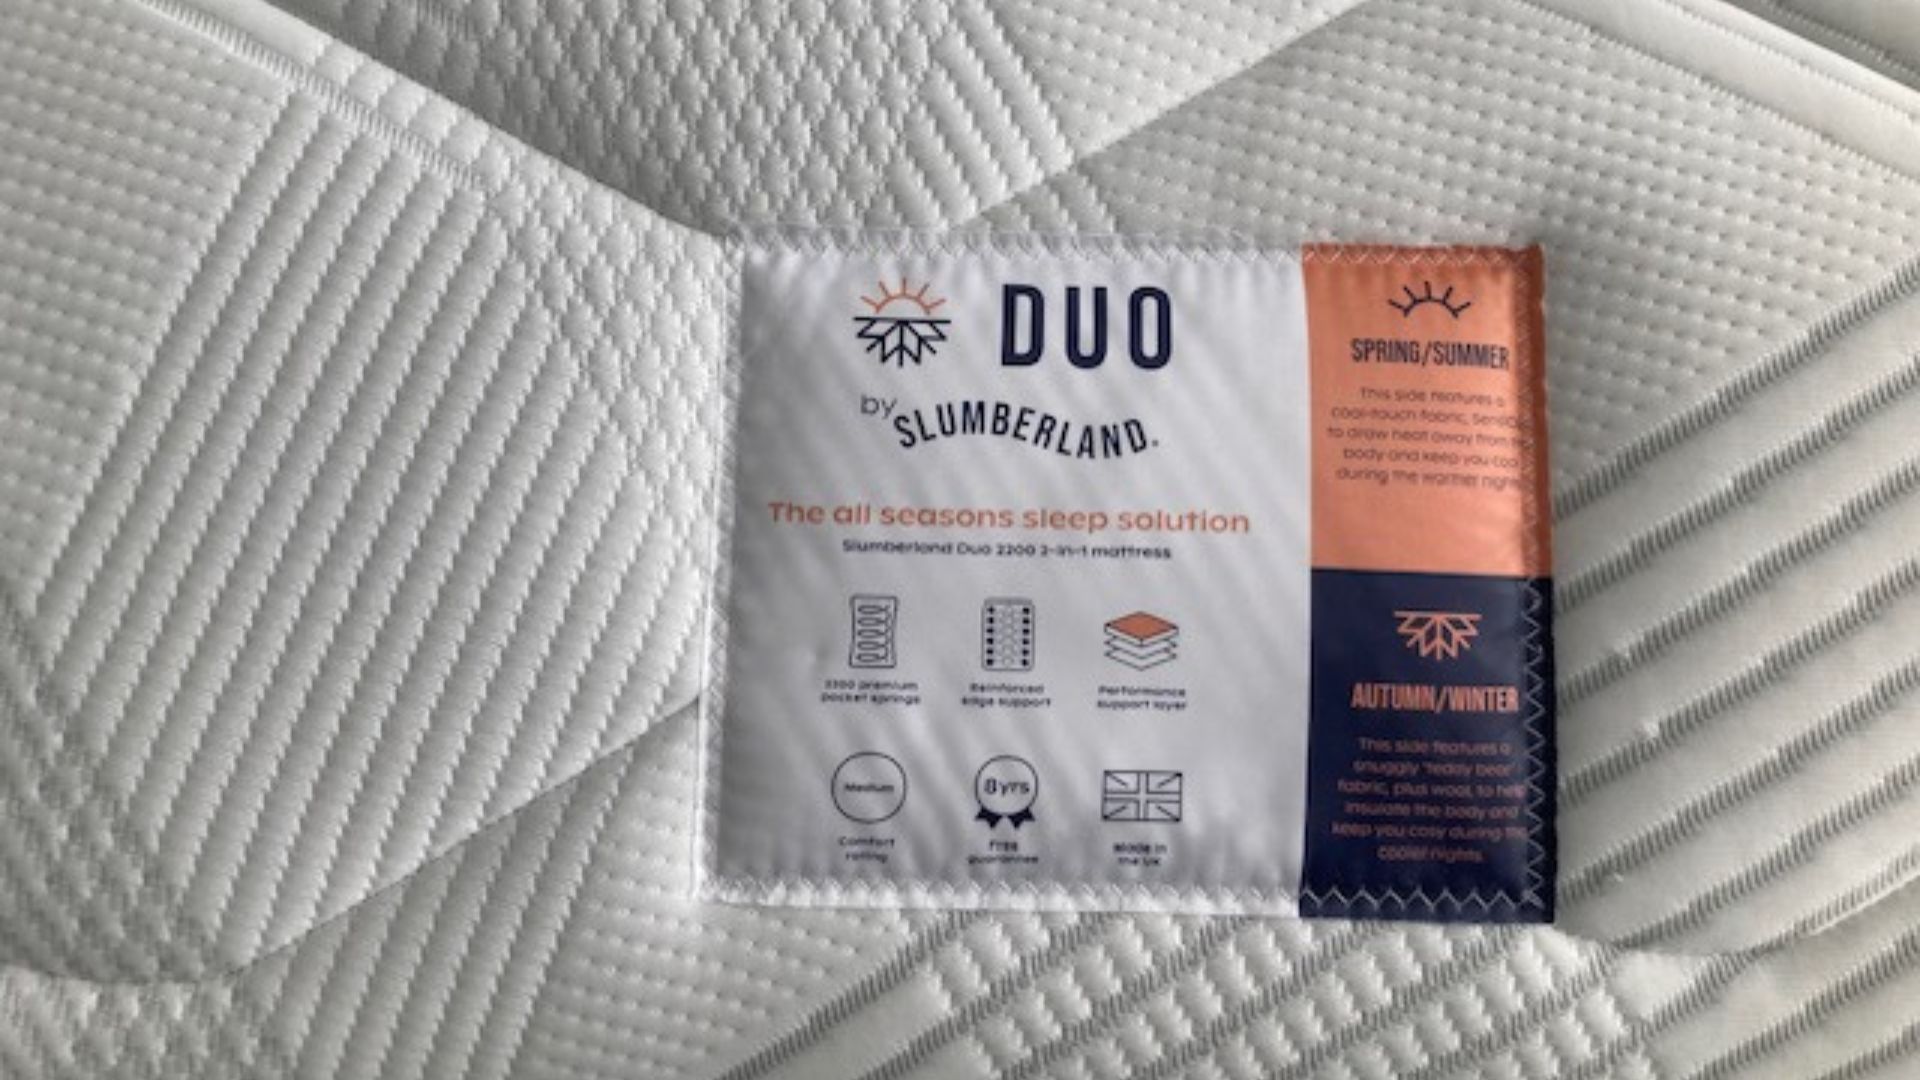 DUO
by SLUMBERLAND.
The all seasons sleep solution
Slumberland Duo 2200 2-in-1 mattress
2200 premium
pocket springs
Reinforced
edge support
Performance
support layer
Medium
Comfort
rating
8 yrs
FREE
guarantee
Made in
the UK
SPRING/SUMMER
This side features a
cool-touch fabric,
to draw heat away from
body and keep you cool
during the warmer
AUTUMN/WINTER
This side features a
snuggly "teddy bear"
fabric, plus wool, to help
insulate the body and
keep you cosy during the
cooler nights.